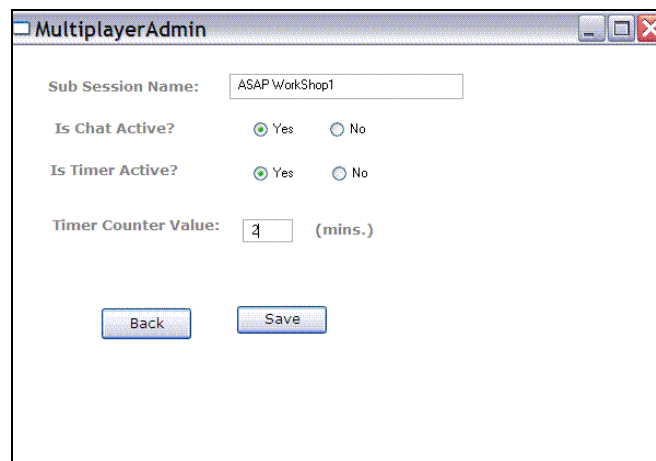 MultiplayerAdmin
Sub Session Name: ASAP WorkShop1
Is Chat Active? Yes No
Is Timer Active? Yes No
Timer Counter Value: 2 (mins.)
Back Save